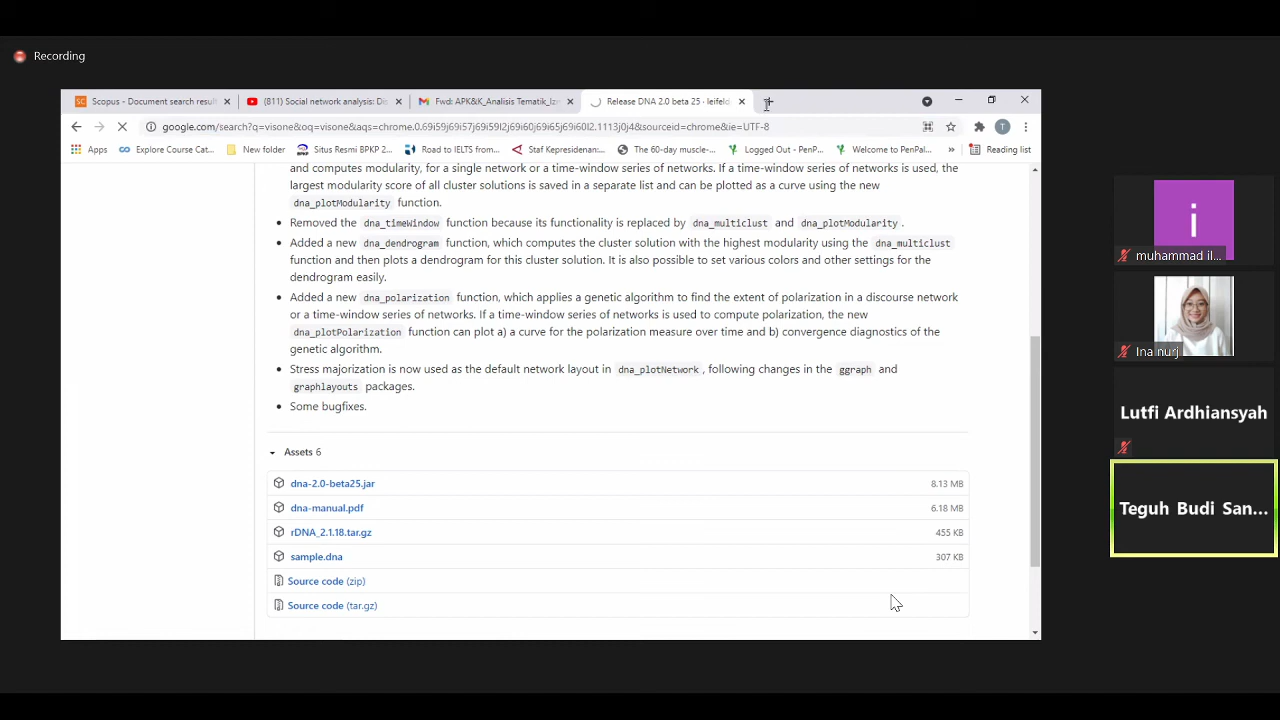 Recording
Scopus - Document search result
(811) Social network analysis: Dis
Fwd: APK&K_Analisis Tematik_Izn
Release DNA 2.0 beta 25 · leifeld
google.com/search?q=visone&oq=visone&aqs=chrome.0.69i59j69i57j69i59l2j69i60j69i65j69i60l2.1113j0j4&sourceid=chrome&ie=UTF-8
T
Apps
Explore Course Cat...
New folder
Situs Resmi BPKP 2...
Road to IELTS from...
Staf Kepresidenan:...
The 60-day muscle-...
Logged Out - PenP...
Welcome to PenPal...
»
Reading list
and computes modularity, for a single network or a time-window series of networks. If a time-window series of networks is used, the
largest modularity score of all cluster solutions is saved in a separate list and can be plotted as a curve using the new
dna_plotModularity function.
Removed the dna_timeWindow function because its functionality is replaced by dna_multiclust and dna_plotModularity .
Added a new dna_dendrogram function, which computes the cluster solution with the highest modularity using the dna_multiclust
function and then plots a dendrogram for this cluster solution. It is also possible to set various colors and other settings for the
dendrogram easily.
Added a new dna_polarization function, which applies a genetic algorithm to find the extent of polarization in a discourse network
or a time-window series of networks. If a time-window series of networks is used to compute polarization, the new
dna_plotPolarization function can plot a) a curve for the polarization measure over time and b) convergence diagnostics of the
genetic algorithm.
Stress majorization is now used as the default network layout in dna_plotNetwork , following changes in the ggraph and
graphlayouts packages.
Some bugfixes.
Assets 6
dna-2.0-beta25.jar 8.13 MB
dna-manual.pdf 6.18 MB
rDNA_2.1.18.tar.gz 455 KB
sample.dna 307 KB
Source code (zip)
Source code (tar.gz)
i
muhammad il...
Ina nurj
Lutfi Ardhiansyah
Teguh Budi San...